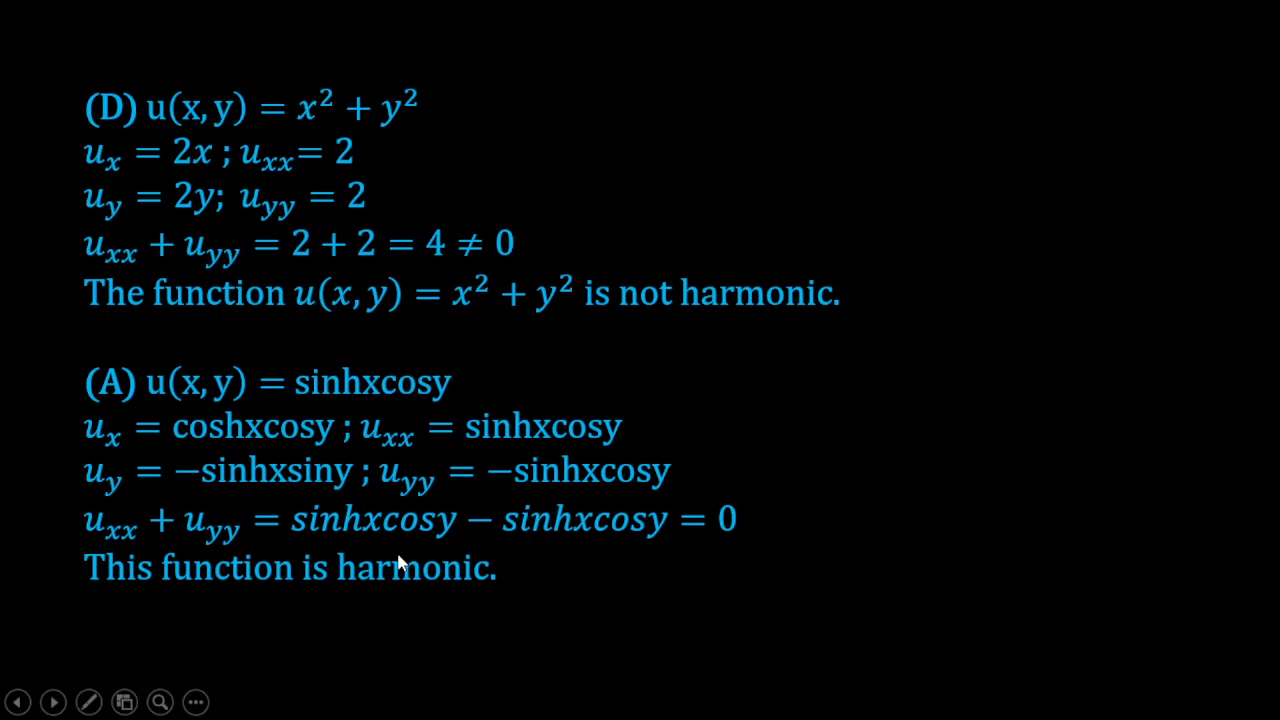 (D) u(x, y) = x² + y²
uₓ = 2x ; uₓₓ= 2
u_y = 2y; u_yy = 2
uₓₓ + u_yy = 2 + 2 = 4 ≠ 0
The function u(x, y) = x² + y² is not harmonic.
(A) u(x, y) = sinhxcosy
uₓ = coshxcosy ; uₓₓ = sinhxcosy
u_y = −sinhxsiny ; u_yy = −sinhxcosy
uₓₓ + u_yy = sinhxcosy − sinhxcosy = 0
This function is harmonic.